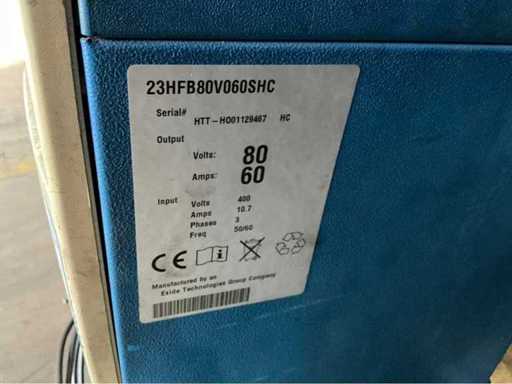 23HFB80V060SHC
Serial#
HTT-HO01129467 HC
Output
Volts: 80
Amps: 60
Input Volts 400
Amps 10.7
Phases 3
Freq 50/60
CE
Manufactured by an
Exide Technologies Group Company